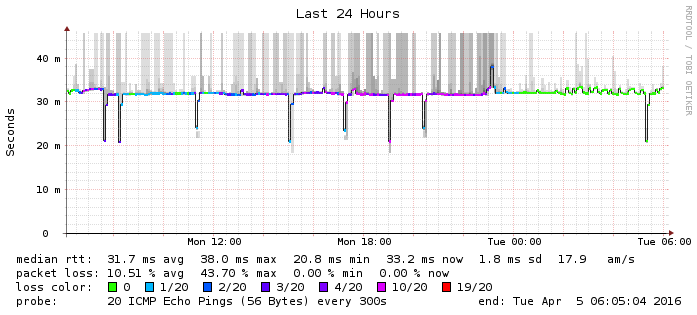 Last 24 Hours
RRDTOOL / TOBI OETIKER
Seconds
40 m
30 m
20 m
10 m
0
Mon 12:00 Mon 18:00 Tue 00:00 Tue 06:00
median rtt: 31.7 ms avg 38.0 ms max 20.8 ms min 33.2 ms now 1.8 ms sd 17.9 am/s
packet loss: 10.51 % avg 43.70 % max 0.00 % min 0.00 % now
loss color: 0 1/20 2/20 3/20 4/20 10/20 19/20
probe: 20 ICMP Echo Pings (56 Bytes) every 300s end: Tue Apr 5 06:05:04 2016